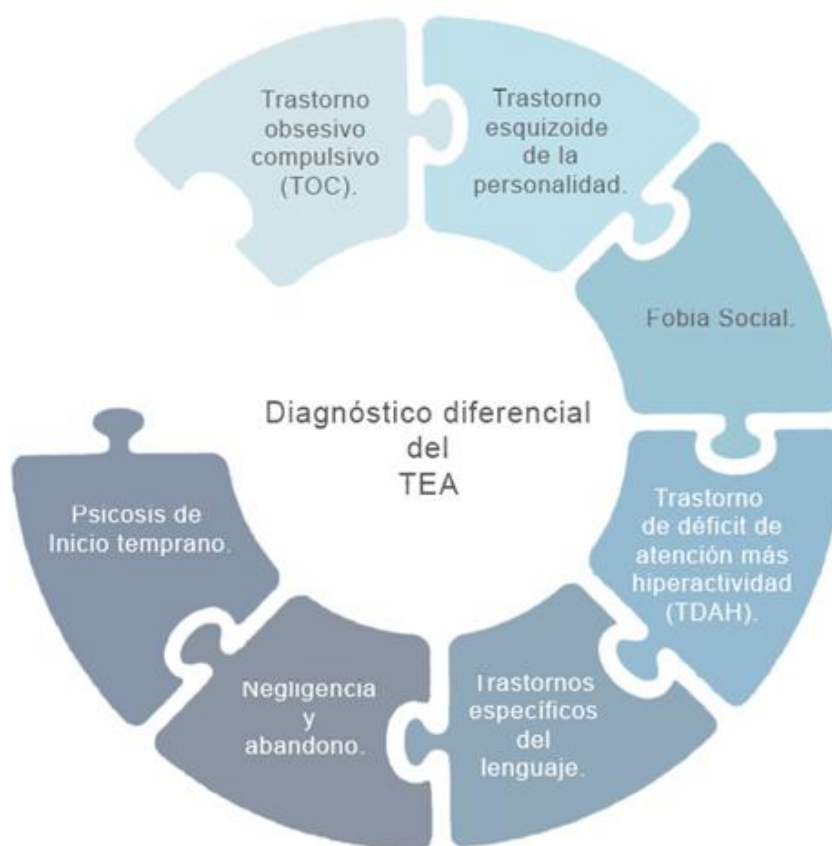 Trastorno
obsesivo
compulsivo
(TOC).
Trastorno
esquizoide
de la
personalidad.
Fobia Social.
Diagnóstico diferencial
del
TEA
Trastorno
de déficit de
atención más
hiperactividad
(TDAH).
Trastornos
específicos
del
lenguaje.
Negligencia
y
abandono.
Psicosis de
Inicio temprano.